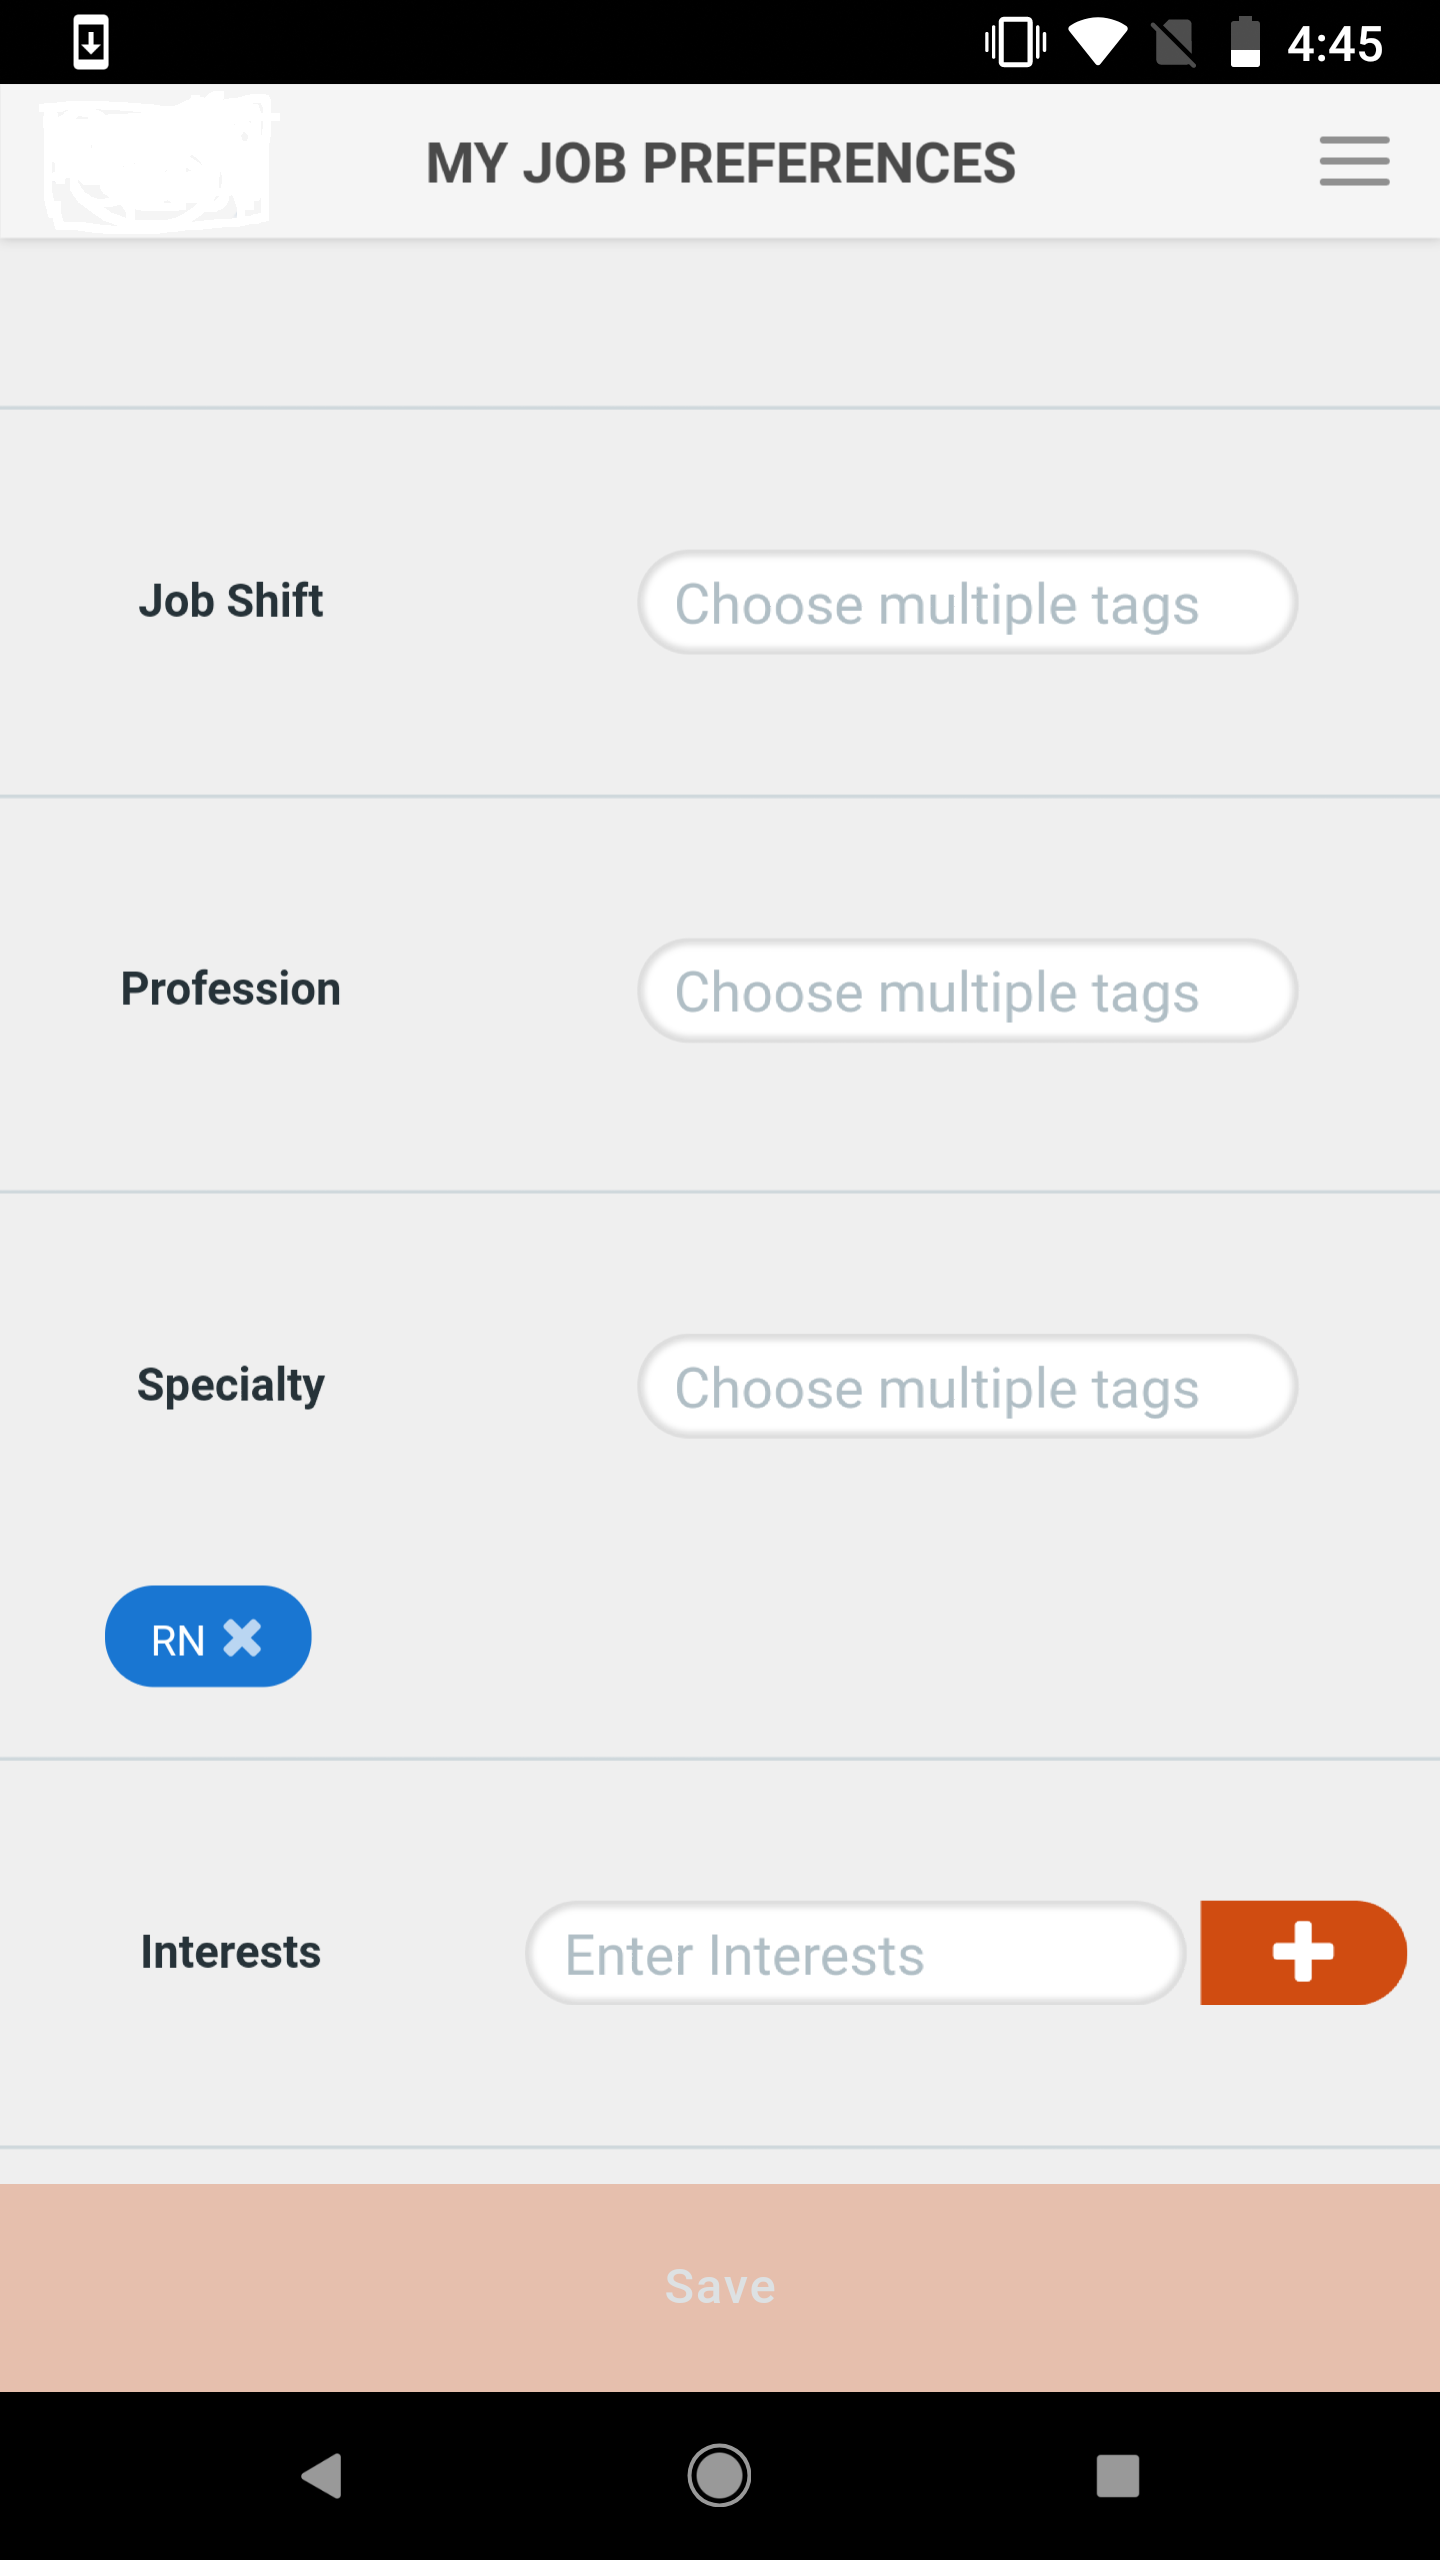 4:45
MY JOB PREFERENCES
Job Shift
Choose multiple tags
Profession
Choose multiple tags
Specialty
Choose multiple tags
RN
Interests
Enter Interests
Save